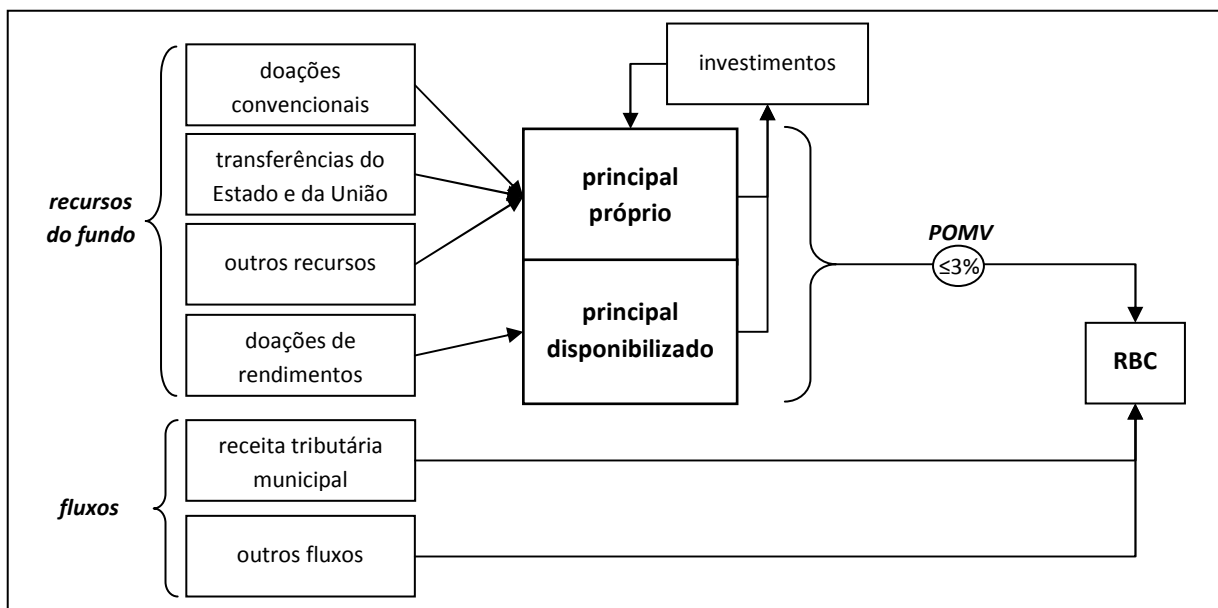 doações
convencionais
transferências do
Estado e da União
outros recursos
doações de
rendimentos
recursos
do fundo
principal
próprio
principal
disponibilizado
investimentos
POMV
≤3%
RBC
receita tributária
municipal
outros fluxos
fluxos